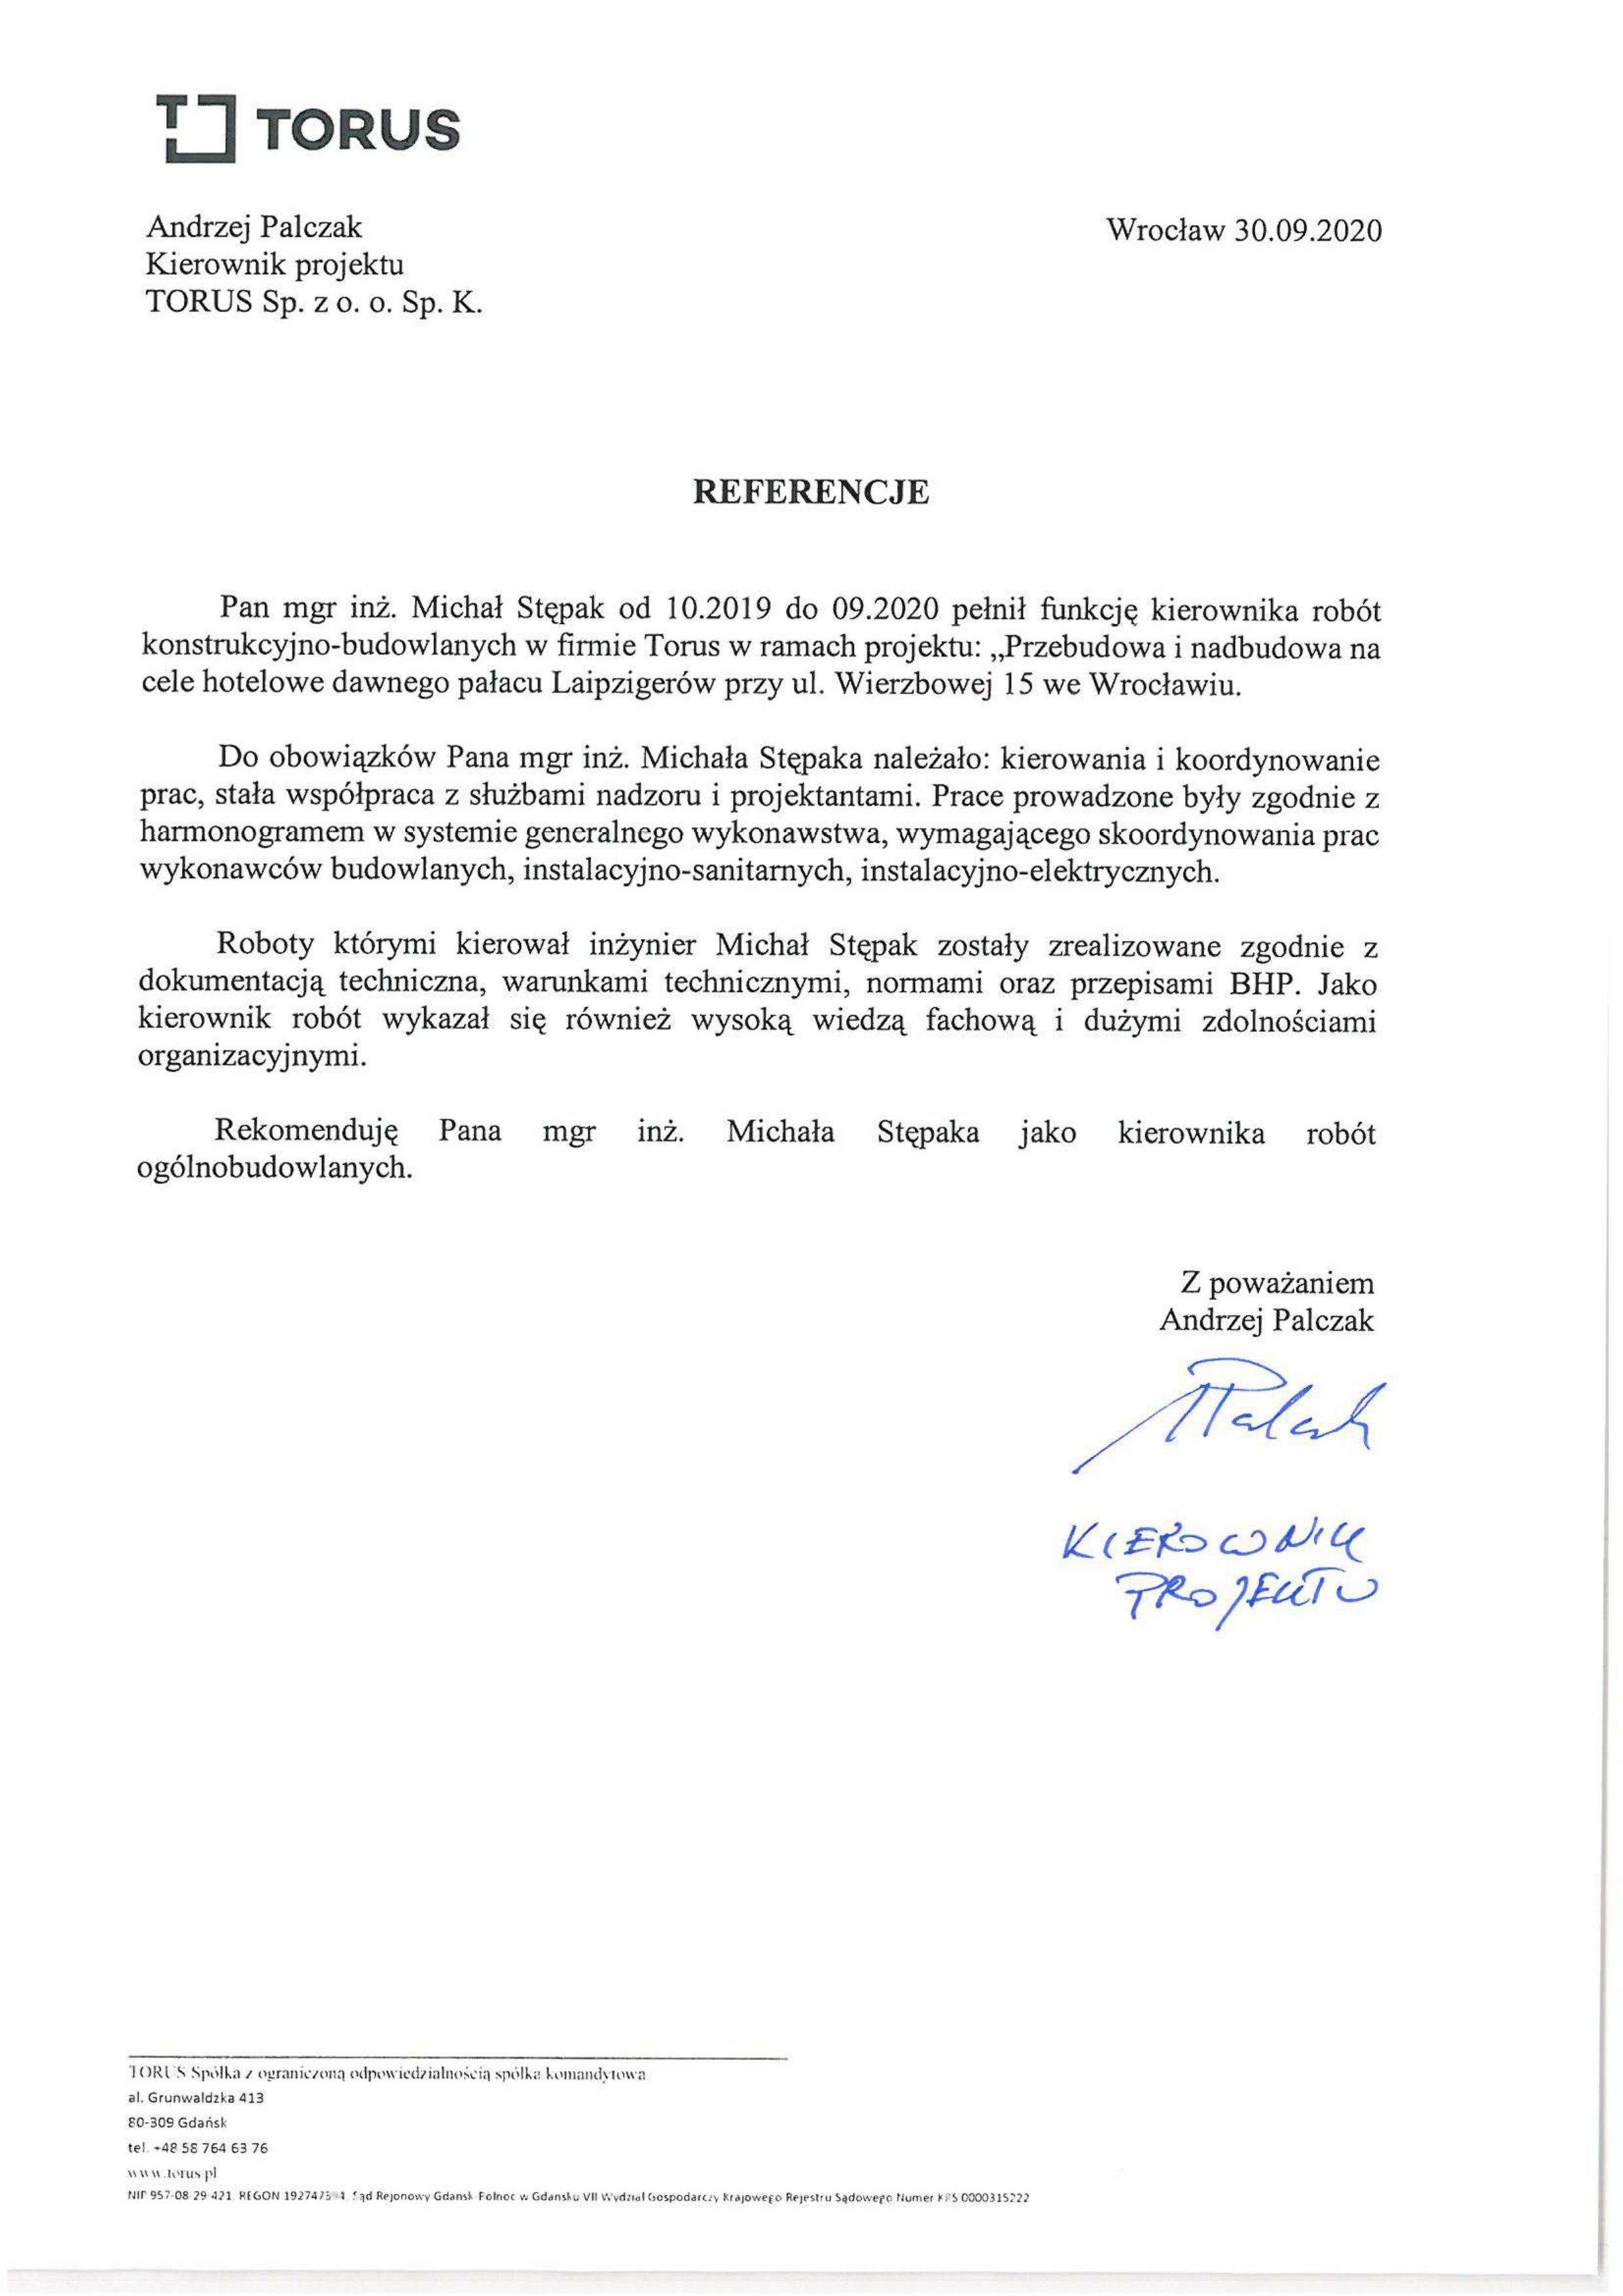 TORUS
Andrzej Palczak
Wrocław 30.09.2020
Kierownik projektu
TORUS Sp. z o. o. Sp. K.
REFERENCJE
Pan mgr inż. Michał Stępak od 10.2019 do 09.2020 pełnił funkcję kierownika robót
konstrukcyjno-budowlanych w firmie Torus w ramach projektu: „Przebudowa i nadbudowa na
cele hotelowe dawnego pałacu Laipzigerów przy ul. Wierzbowej 15 we Wrocławiu.
Do obowiązków Pana mgr inż. Michała Stępaka należało: kierowania i koordynowanie
prac, stała współpraca z służbami nadzoru i projektantami. Prace prowadzone były zgodnie z
harmonogramem w systemie generalnego wykonawstwa, wymagającego skoordynowania prac
wykonawców budowlanych, instalacyjno-sanitarnych, instalacyjno-elektrycznych.
Roboty którymi kierował inżynier Michał Stępak zostały zrealizowane zgodnie z
dokumentacją techniczna, warunkami technicznymi, normami oraz przepisami BHP. Jako
kierownik robót wykazał się również wysoką wiedzą fachową i dużymi zdolnościami
organizacyjnymi.
Rekomenduję Pana mgr inż. Michała Stępaka jako kierownika robót
ogólnobudowlanych.
Z poważaniem
Andrzej Palczak
KIEROWNIK
PROJEKTU
TORUS Spółka z ograniczoną odpowiedzialnością spółka komandytowa
al. Grunwaldzka 413
80-309 Gdańsk
tel. +48 58 764 63 76
www.torus.pl
NIP 957-08-29-421, REGON Sąd Rejonowy Gdańsk Północ w Gdańsku VII Wydział Gospodarczy Krajowego Rejestru Sądowego Numer KRS 0000315222